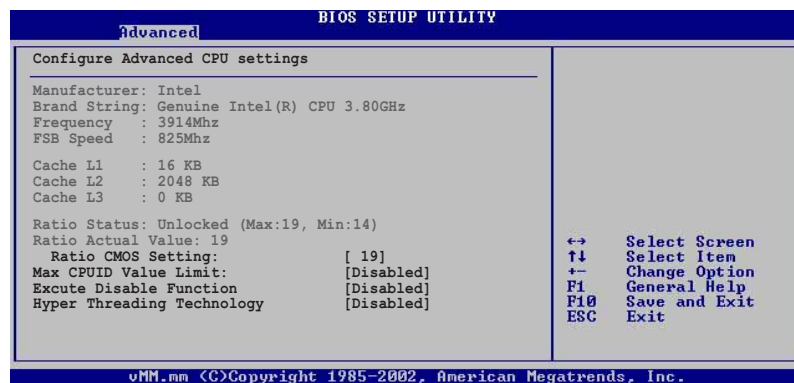 BIOS SETUP UTILITY
Advanced
Configure Advanced CPU settings
Manufacturer: Intel
Brand String: Genuine Intel(R) CPU 3.80GHz
Frequency : 3914Mhz
FSB Speed : 825Mhz
Cache L1 : 16 KB
Cache L2 : 2048 KB
Cache L3 : 0 KB
Ratio Status: Unlocked (Max:19, Min:14)
Ratio Actual Value: 19
Ratio CMOS Setting: [ 19]
Max CPUID Value Limit: [Disabled]
Excute Disable Function [Disabled]
Hyper Threading Technology [Disabled]
↔ Select Screen
↑↓ Select Item
+- Change Option
F1 General Help
F10 Save and Exit
ESC Exit
vMM.mm (C)Copyright 1985-2002, American Megatrends, Inc.